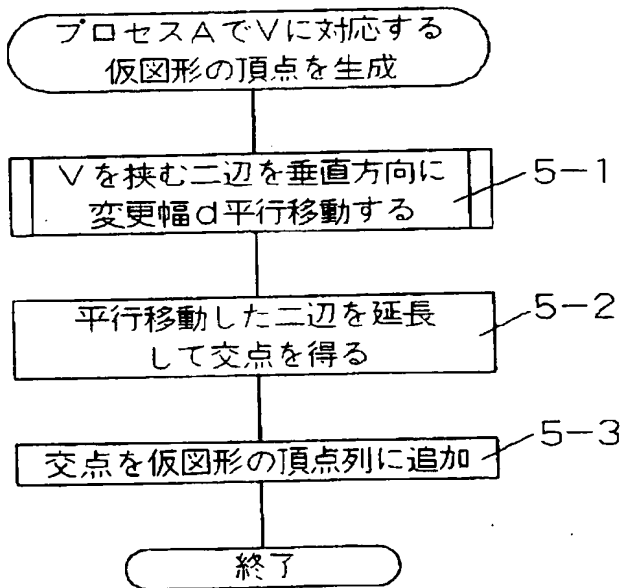 プロセスAでVに対応する
仮図形の頂点を生成
Vを挟む二辺を垂直方向に
変更幅d平行移動する
5-1
平行移動した二辺を延長
して交点を得る
5-2
交点を仮図形の頂点列に追加
5-3
終了